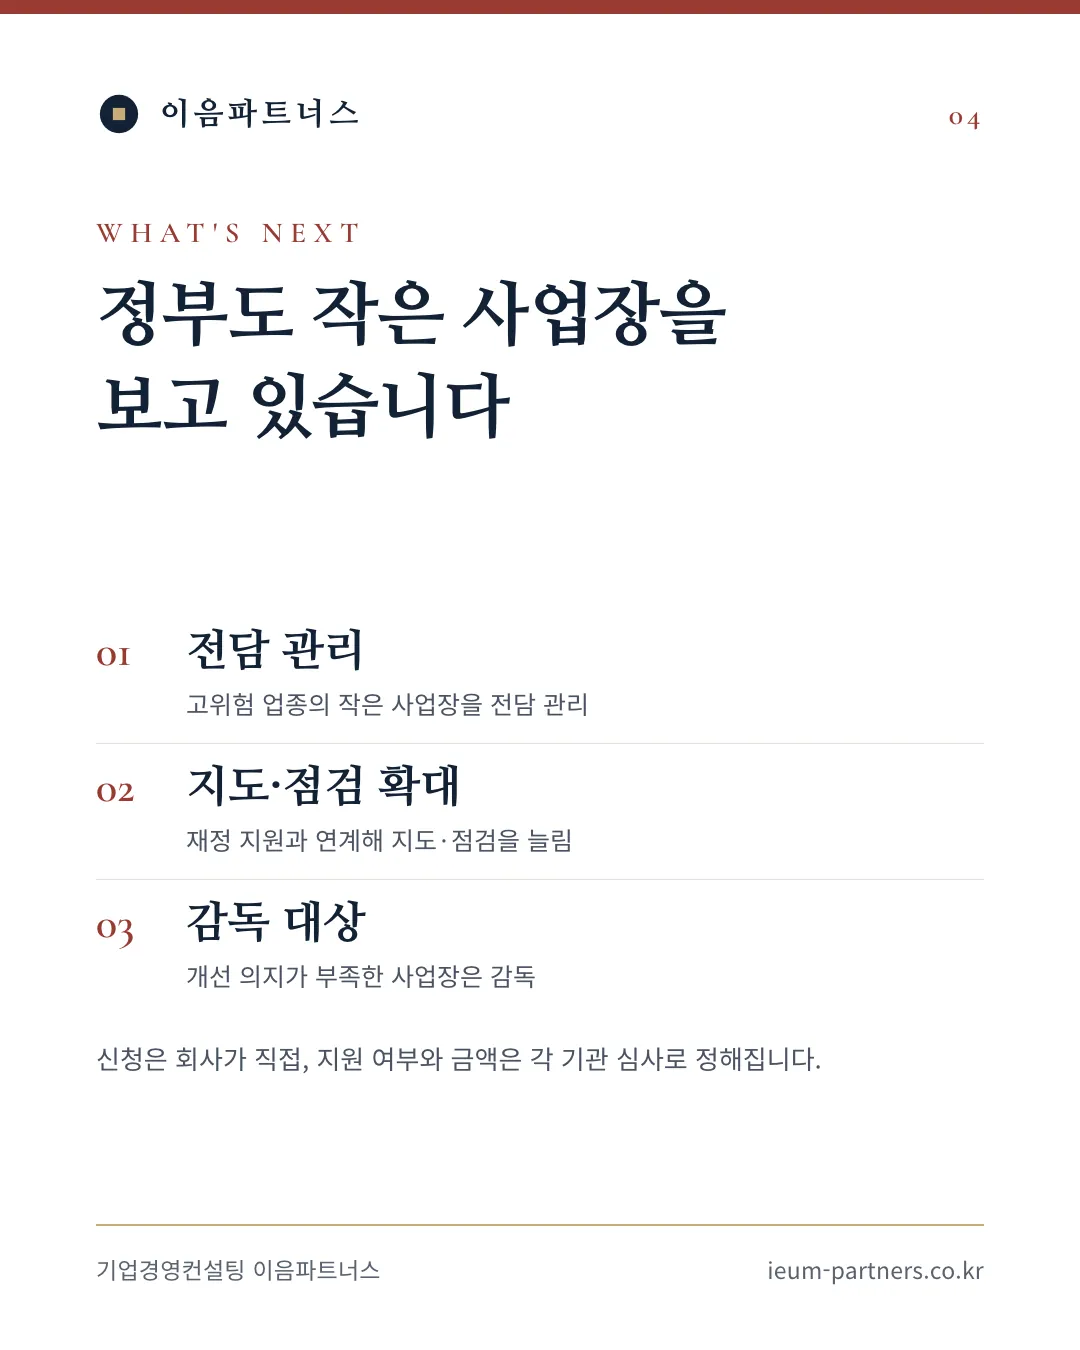 이음파트너스
04
WHAT'S NEXT
정부도 작은 사업장을
보고 있습니다
01 전담 관리
고위험 업종의 작은 사업장을 전담 관리
02 지도·점검 확대
재정 지원과 연계해 지도·점검을 늘림
03 감독 대상
개선 의지가 부족한 사업장은 감독
신청은 회사가 직접, 지원 여부와 금액은 각 기관 심사로 정해집니다.
기업경영컨설팅 이음파트너스
ieum-partners.co.kr